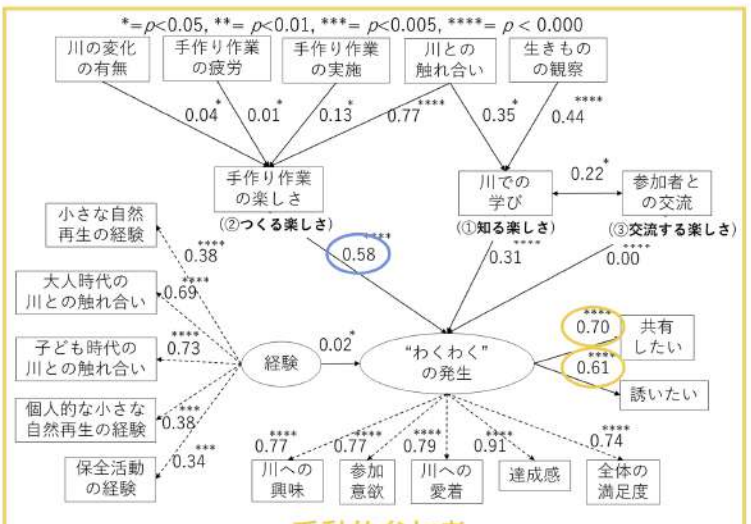 *=p<0.05, **= p<0.01, ***= p<0.005, ****= p < 0.000
川の変化
の有無
手作り作業
の疲労
手作り作業
の実施
川との
触れ合い
生きもの
の観察
0.04*
0.01*
0.13*
0.77****
0.35*
0.44****
手作り作業
の楽しさ
(②つくる楽しさ)
川での
学び
(①知る楽しさ)
0.22*
参加者と
の交流
(③交流する楽しさ)
0.58****
0.31****
0.00****
小さな自然
再生の経験
0.38****
大人時代の
川との触れ合い
0.69****
子ども時代の
川との触れ合い
0.73****
個人的な小さな
自然再生の経験
0.38***
保全活動
の経験
0.34***
経験
0.02*
“わくわく”
の発生
0.70****
共有
したい
0.61****
誘いたい
0.77****
0.77****
0.79****
0.91****
0.74****
川への
興味
参加
意欲
川への
愛着
達成感
全体の
満足度